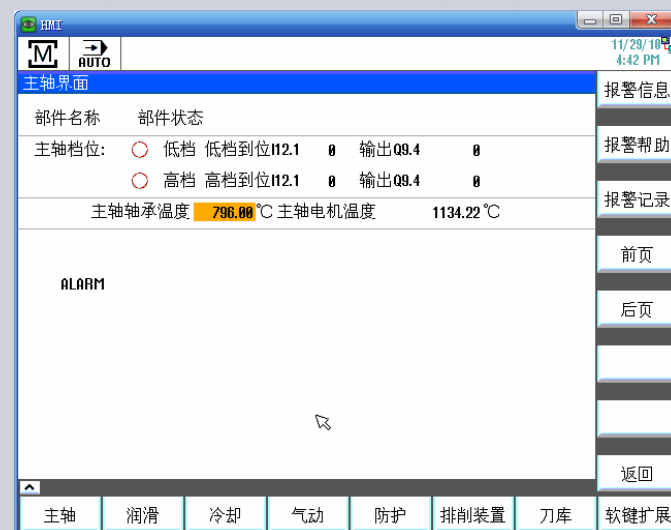 HMI
M AUTO
11/29/18
4:42 PM
主轴界面
报警信息
部件名称 部件状态
主轴档位: 低档 低档到位I12.1 0 输出Q9.4 0
报警帮助
高档 高档到位I12.1 0 输出Q9.4 0
报警记录
主轴轴承温度 796.00℃ 主轴电机温度 1134.22℃
前页
ALARM
后页
返回
主轴 润滑 冷却 气动 防护 排削装置 刀库 软键扩展